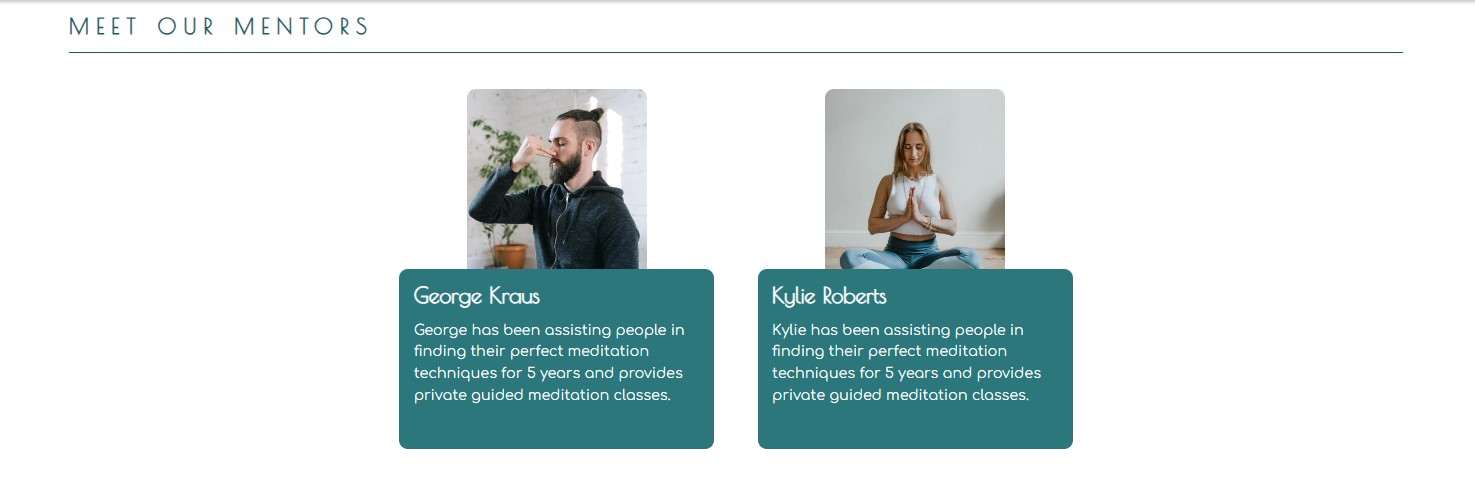 MEET OUR MENTORS
George Kraus
George has been assisting people in
finding their perfect meditation
techniques for 5 years and provides
private guided meditation classes.
Kylie Roberts
Kylie has been assisting people in
finding their perfect meditation
techniques for 5 years and provides
private guided meditation classes.